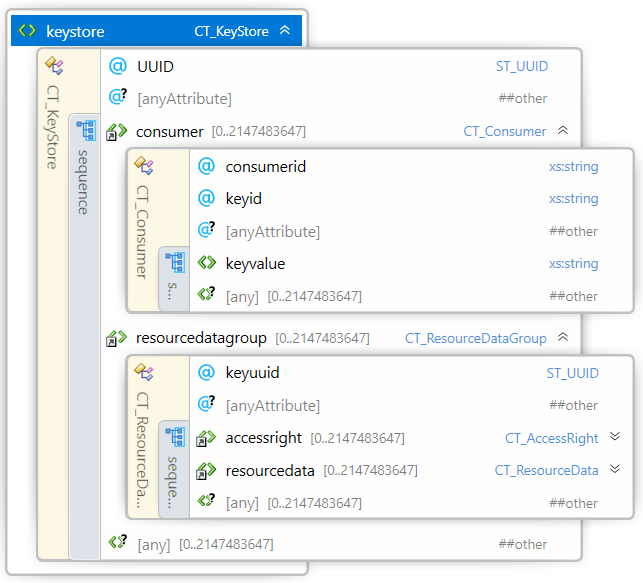 keystore CT_KeyStore
UUID ST_UUID
[anyAttribute] ##other
CT_KeyStore
sequence
consumer [0..2147483647] CT_Consumer
consumerid xs:string
keyid xs:string
[anyAttribute] ##other
CT_Consumer
s...
keyvalue xs:string
[any] [0..2147483647] ##other
resourcedatagroup [0..2147483647] CT_ResourceDataGroup
keyuuid ST_UUID
[anyAttribute] ##other
CT_ResourceDa...
seque...
accessright [0..2147483647] CT_AccessRight
resourcedata [0..2147483647] CT_ResourceData
[any] [0..2147483647] ##other
[any] [0..2147483647] ##other